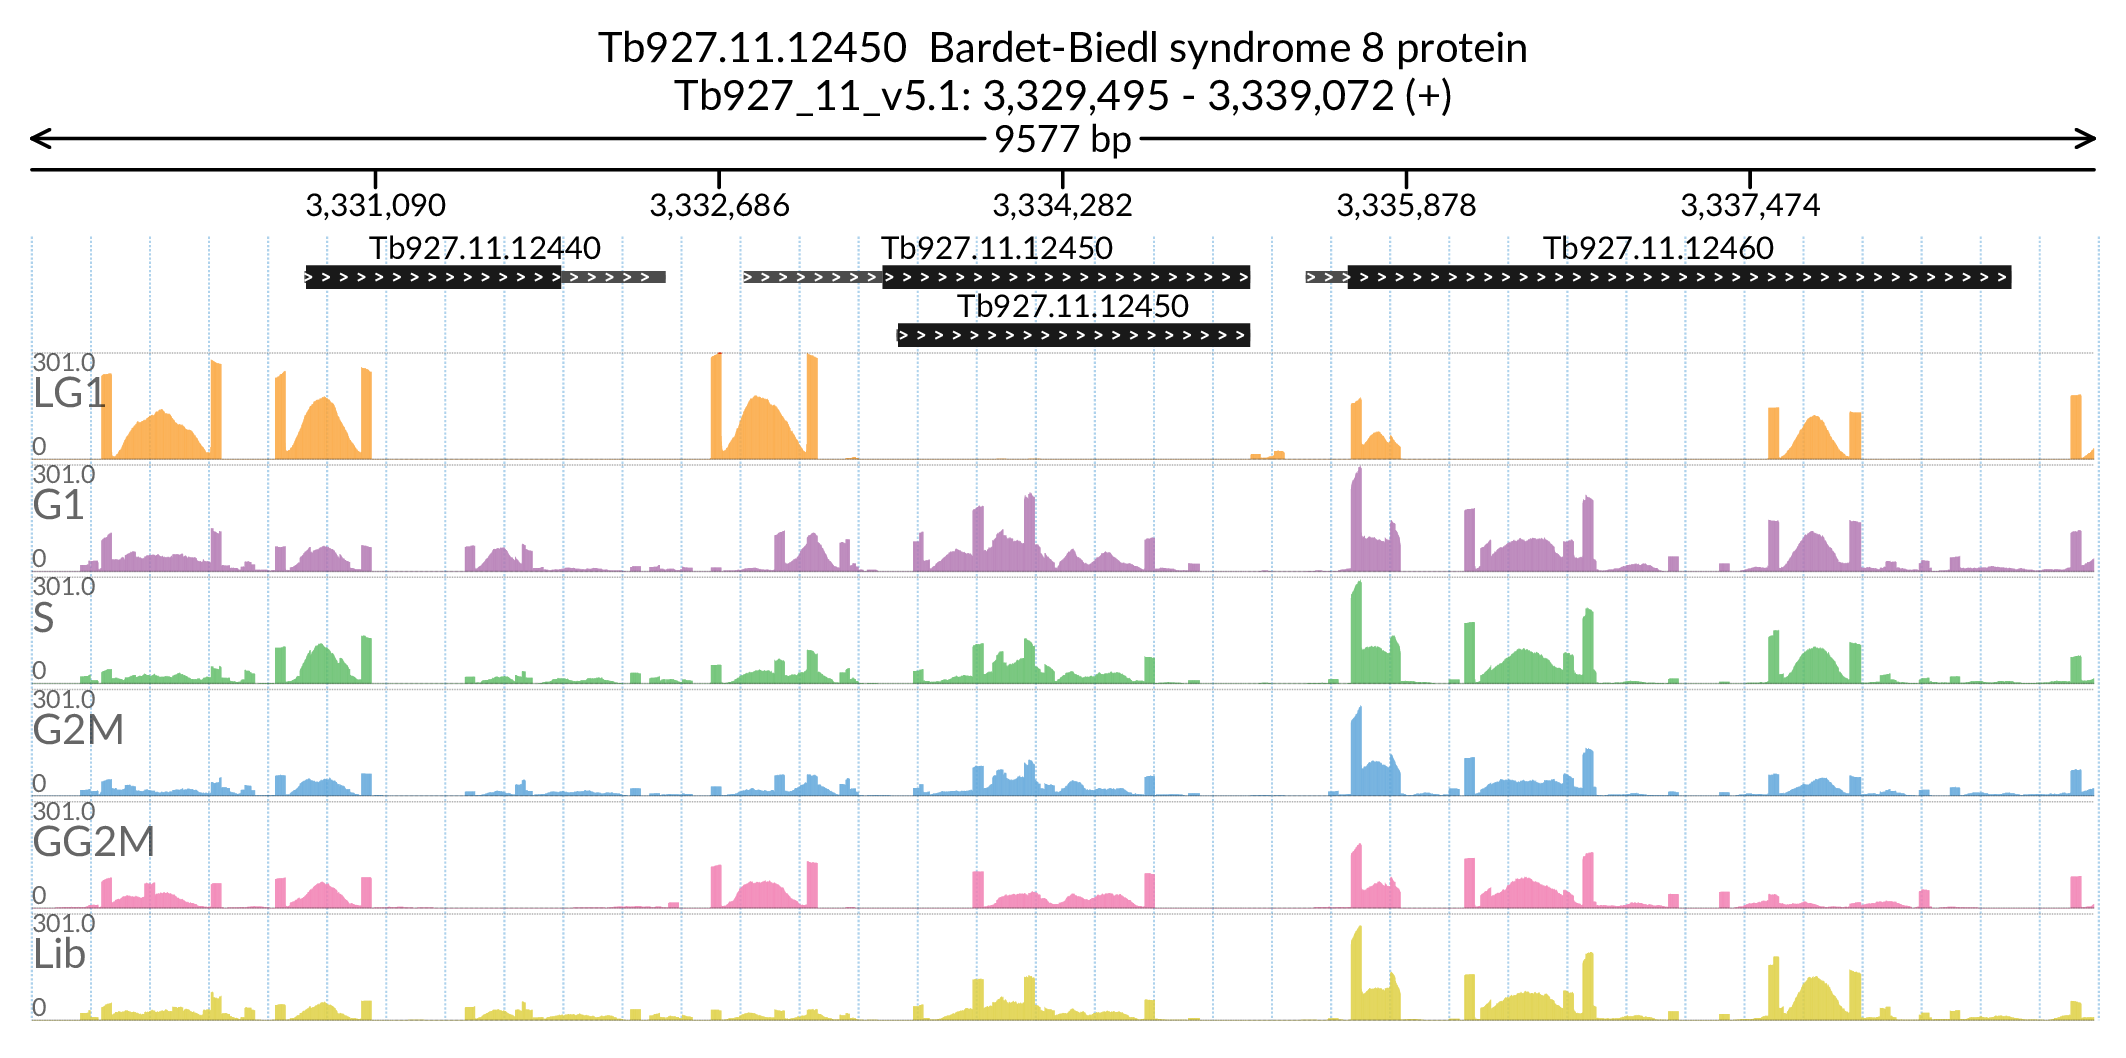 Tb927.11.12450  Bardet-Biedl syndrome 8 protein
Tb927_11_v5.1: 3,329,495 - 3,339,072 (+)
9577 bp
3,331,090 3,332,686 3,334,282 3,335,878 3,337,474
Tb927.11.12440 Tb927.11.12450 Tb927.11.12460
Tb927.11.12450
301.0
LG1
0
301.0
G1
0
301.0
S
0
301.0
G2M
0
301.0
GG2M
0
301.0
Lib
0